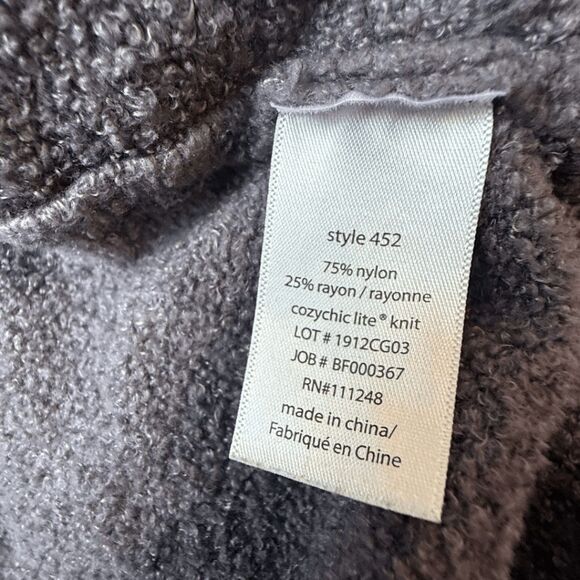 style 452
75% nylon
25% rayon / rayonne
cozychic lite® knit
LOT # 1912CG03
JOB # BF000367
RN#111248
made in china/
Fabriqué en Chine